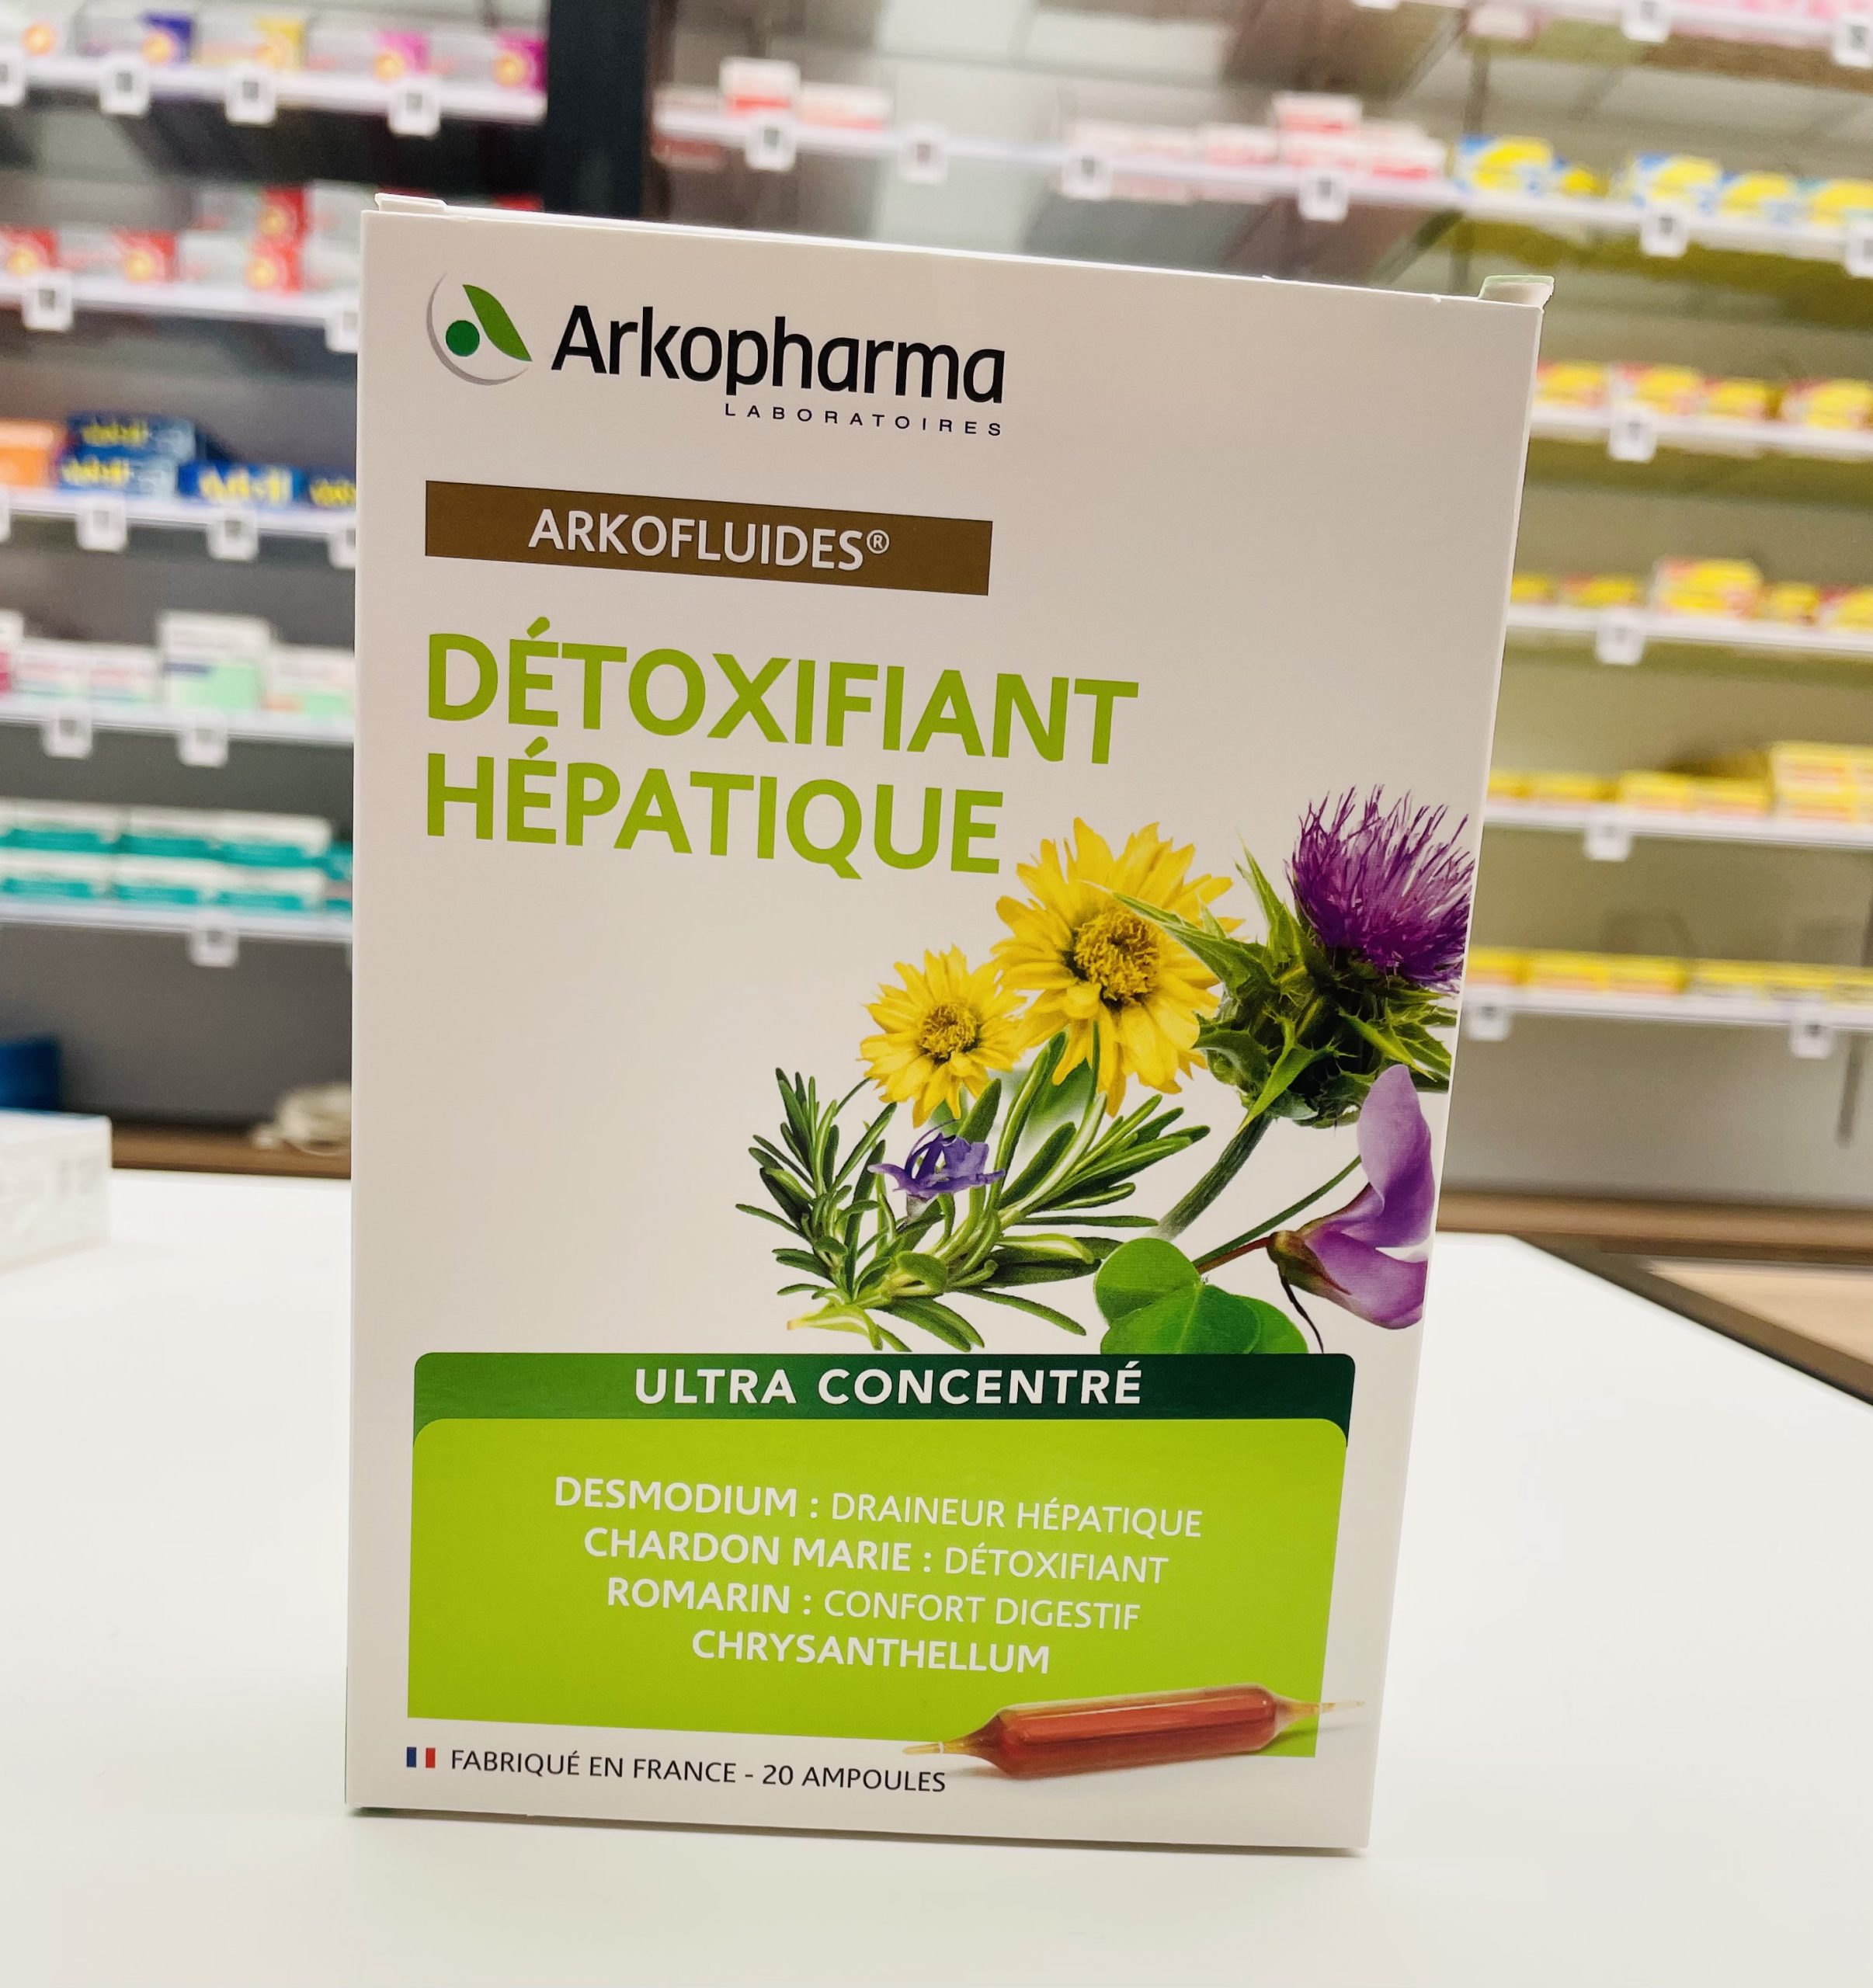 Arkopharma
LABORATOIRES
ARKOFLUIDES®
DÉTOXIFIANT
HÉPATIQUE
ULTRA CONCENTRÉ
DESMODIUM : DRAINEUR HÉPATIQUE
CHARDON MARIE : DÉTOXIFIANT
ROMARIN : CONFORT DIGESTIF
CHRYSANTHELLUM
FABRIQUÉ EN FRANCE - 20 AMPOULES